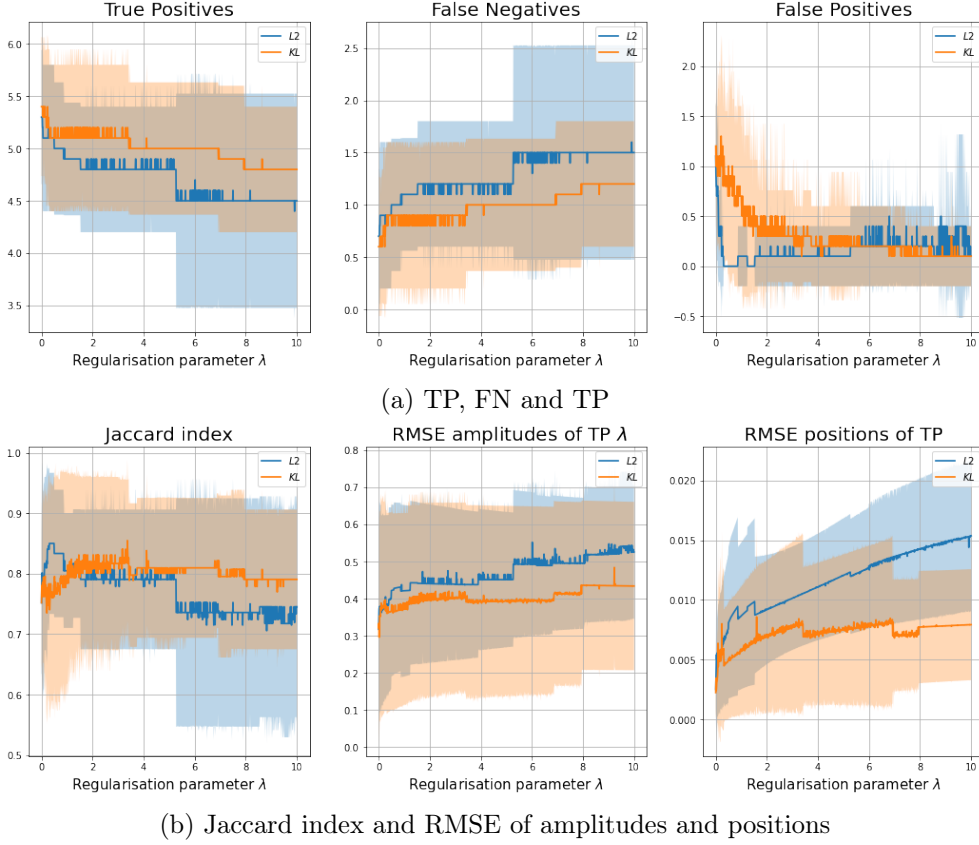 True Positives
False Negatives
False Positives
6.0
5.5
5.0
4.5
4.0
3.5
L2
KL
0 2 4 6 8 10
Regularisation parameter λ
2.5
2.0
1.5
1.0
0.5
0.0
L2
KL
0 2 4 6 8 10
Regularisation parameter λ
2.0
1.5
1.0
0.5
0.0
−0.5
L2
KL
0 2 4 6 8 10
Regularisation parameter λ
(a) TP, FN and TP
Jaccard index
RMSE amplitudes of TP λ
RMSE positions of TP
1.0
0.9
0.8
0.7
0.6
0.5
L2
KL
0 2 4 6 8 10
Regularisation parameter λ
0.8
0.7
0.6
0.5
0.4
0.3
0.2
0.1
0.0
L2
KL
0 2 4 6 8 10
Regularisation parameter λ
0.020
0.015
0.010
0.005
0.000
L2
KL
0 2 4 6 8 10
Regularisation parameter λ
(b) Jaccard index and RMSE of amplitudes and positions